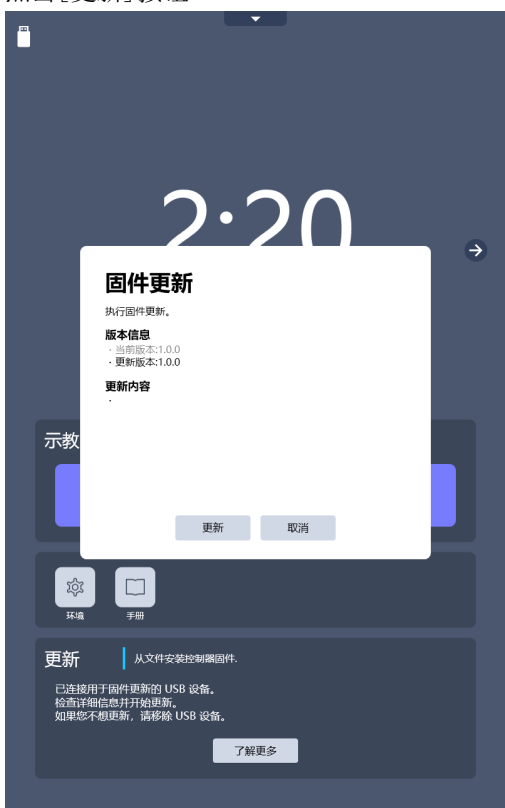 点击[更新]按钮
2:20
固件更新
执行固件更新。
版本信息
· 当前版本:1.0.0
· 更新版本:1.0.0
更新内容
·
更新
取消
示教
环境
手册
更新
从文件安装控制器固件.
已连接用于固件更新的 USB 设备。
检查详细信息并开始更新。
如果您不想更新，请移除 USB 设备。
了解更多